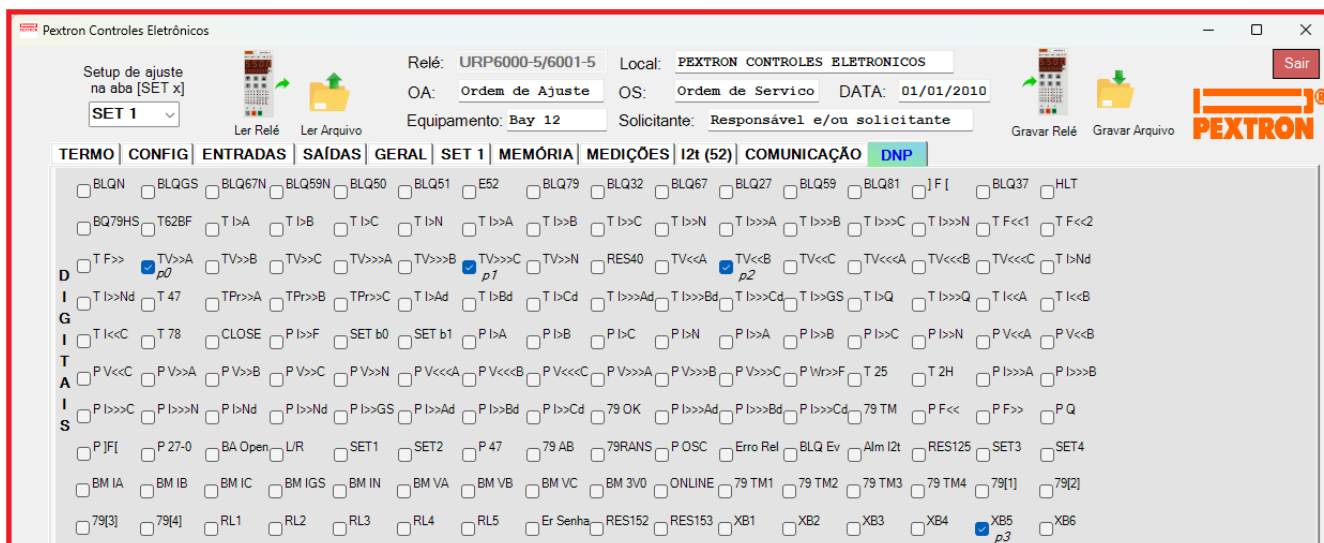 Pextron Controles Eletrônicos
Setup de ajuste
na aba [SET x]
SET 1
Ler Relé
Ler Arquivo
Relé: URP6000-5/6001-5 Local: PEXTRON CONTROLES ELETRONICOS
OA: Ordem de Ajuste OS: Ordem de Servico DATA: 01/01/2010
Equipamento: Bay 12 Solicitante: Responsável e/ou solicitante
Gravar Relé
Gravar Arquivo
Sair
PEXTRON®
TERMO CONFIG ENTRADAS SAÍDAS GERAL SET 1 MEMÓRIA MEDIÇÕES I2t (52) COMUNICAÇÃO DNP
DIGITAIS
BLQN BLQGS BLQ67N BLQ59N BLQ50 BLQ51 E52 BLQ79 BLQ32 BLQ67 BLQ27 BLQ59 BLQ81 ] F [ BLQ37 HLT
BQ79HS T62BF T I>A T I>B T I>C T I>N T I>>A T I>>B T I>>C T I>>N T I>>>A T I>>>B T I>>>C T I>>>N T F<<1 T F<<2
T F>> TV>>A TV>>B TV>>C TV>>>A TV>>>B TV>>>C TV>>N RES40 TV<<A TV<<B TV<<C TV<<<A TV<<<B TV<<<C T I>Nd
p0 p1 p2
T I>>Nd T 47 TPr>>A TPr>>B TPr>>C T I>Ad T I>Bd T I>Cd T I>>>Ad T I>>>Bd T I>>>Cd T I>>GS T I>Q T I>>>Q T I<<A T I<<B
T I<<C T 78 CLOSE P I>>F SET b0 SET b1 P I>A P I>B P I>C P I>N P I>>A P I>>B P I>>C P I>>N P V<<A P V<<B
P V<<C P V>>A P V>>B P V>>C P V>>N P V<<<A P V<<<B P V<<<C P V>>>A P V>>>B P V>>>C P Wr>>F T 25 T 2H P I>>>A P I>>>B
P I>>>C P I>>>N P I>Nd P I>>Nd P I>>GS P I>>Ad P I>>Bd P I>>Cd 79 OK P I>>>Ad P I>>>Bd P I>>>Cd 79 TM P F<< P F>> P Q
P ]F[ P 27-0 BA Open L/R SET1 SET2 P 47 79 AB 79RANS P OSC Erro Rel BLQ Ev Alm I2t RES125 SET3 SET4
BM IA BM IB BM IC BM IGS BM IN BM VA BM VB BM VC BM 3V0 ONLINE 79 TM1 79 TM2 79 TM3 79 TM4 79[1] 79[2]
79[3] 79[4] RL1 RL2 RL3 RL4 RL5 Er Senha RES152 RES153 XB1 XB2 XB3 XB4 XB5 XB6
p3